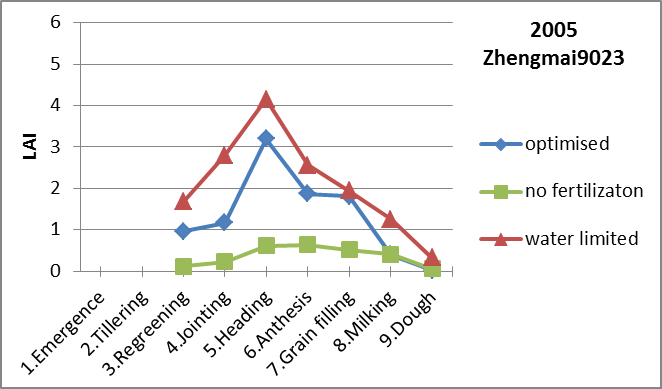 2005
Zhengmai9023
6
5
4
3
2
1
0
LAI
1.Emergence
2.Tillering
3.Regreening
4.Jointing
5.Heading
6.Anthesis
7.Grain filling
8.Milking
9.Dough
optimised
no fertilizaton
water limited